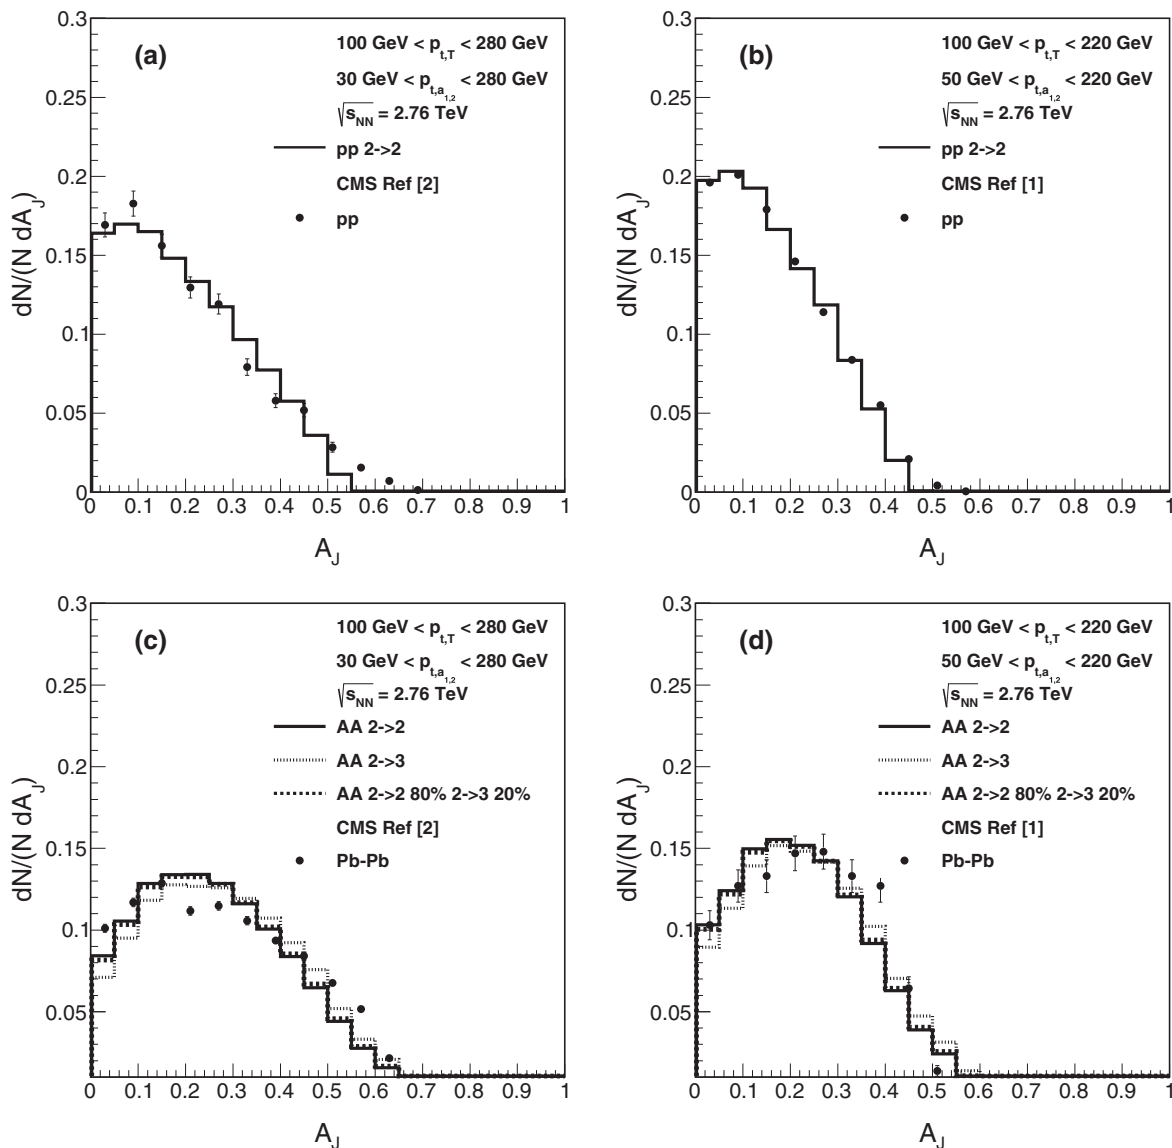 (a)
100 GeV < p_{t,T} < 280 GeV
30 GeV < p_{t,a_{1,2}} < 280 GeV
√s_{NN} = 2.76 TeV
pp 2->2
CMS Ref [2]
pp
dN/(N dA_J)
0.3
0.25
0.2
0.15
0.1
0.05
0
0 0.1 0.2 0.3 0.4 0.5 0.6 0.7 0.8 0.9 1
A_J
(b)
100 GeV < p_{t,T} < 220 GeV
50 GeV < p_{t,a_{1,2}} < 220 GeV
√s_{NN} = 2.76 TeV
pp 2->2
CMS Ref [1]
pp
dN/(N dA_J)
0.3
0.25
0.2
0.15
0.1
0.05
0
0 0.1 0.2 0.3 0.4 0.5 0.6 0.7 0.8 0.9 1
A_J
(c)
100 GeV < p_{t,T} < 280 GeV
30 GeV < p_{t,a_{1,2}} < 280 GeV
√s_{NN} = 2.76 TeV
AA 2->2
AA 2->3
AA 2->2 80% 2->3 20%
CMS Ref [2]
Pb-Pb
dN/(N dA_J)
0.3
0.25
0.2
0.15
0.1
0.05
0 0.1 0.2 0.3 0.4 0.5 0.6 0.7 0.8 0.9 1
A_J
(d)
100 GeV < p_{t,T} < 220 GeV
50 GeV < p_{t,a_{1,2}} < 220 GeV
√s_{NN} = 2.76 TeV
AA 2->2
AA 2->3
AA 2->2 80% 2->3 20%
CMS Ref [1]
Pb-Pb
dN/(N dA_J)
0.3
0.25
0.2
0.15
0.1
0.05
0 0.1 0.2 0.3 0.4 0.5 0.6 0.7 0.8 0.9 1
A_J